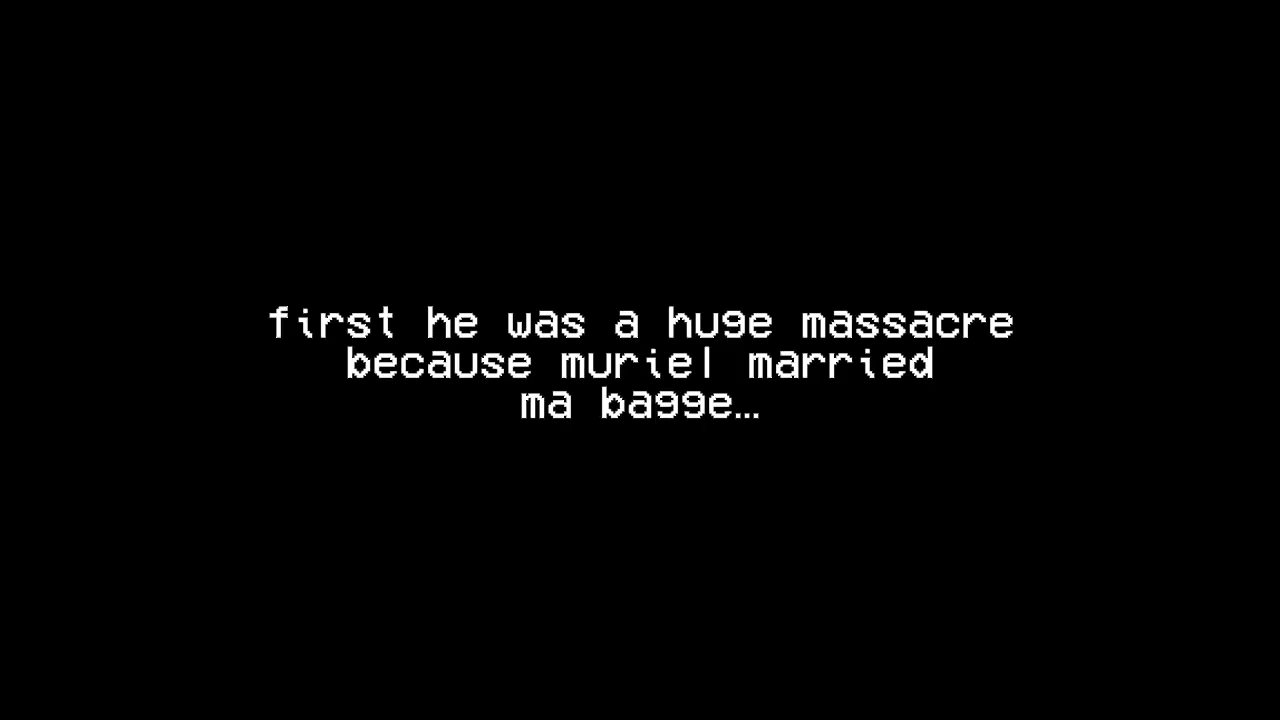 first he was a huge massacre
because muriel married
ma bagge…